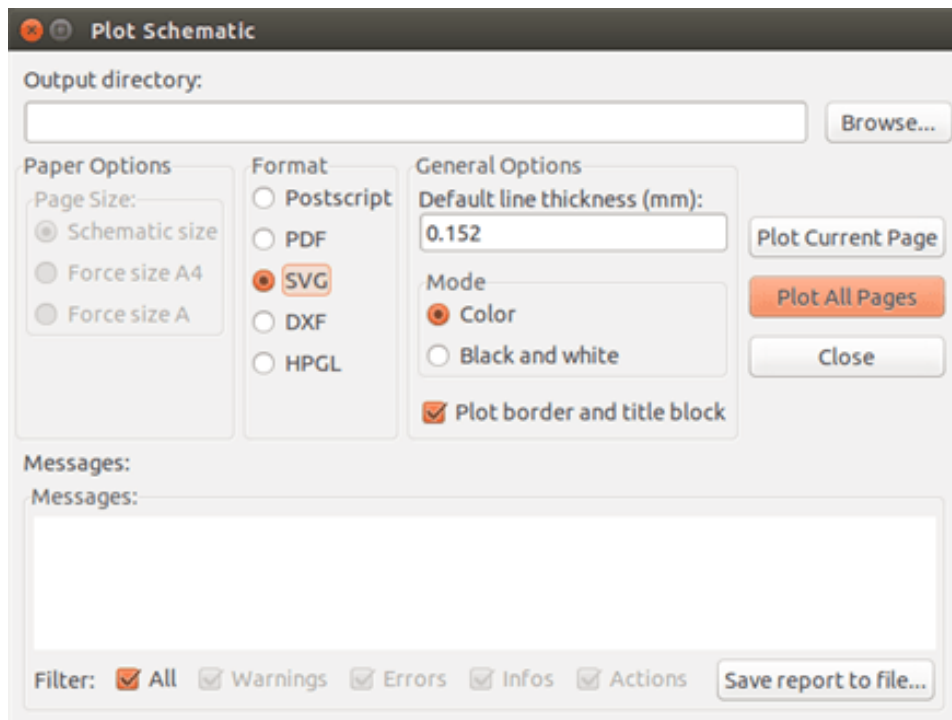 Plot Schematic
Output directory:
Browse...
Paper Options
Page Size:
Schematic size
Force size A4
Force size A
Format
Postscript
PDF
SVG
DXF
HPGL
General Options
Default line thickness (mm):
0.152
Mode
Color
Black and white
Plot border and title block
Plot Current Page
Plot All Pages
Close
Messages:
Messages:
Filter: All Warnings Errors Infos Actions Save report to file...